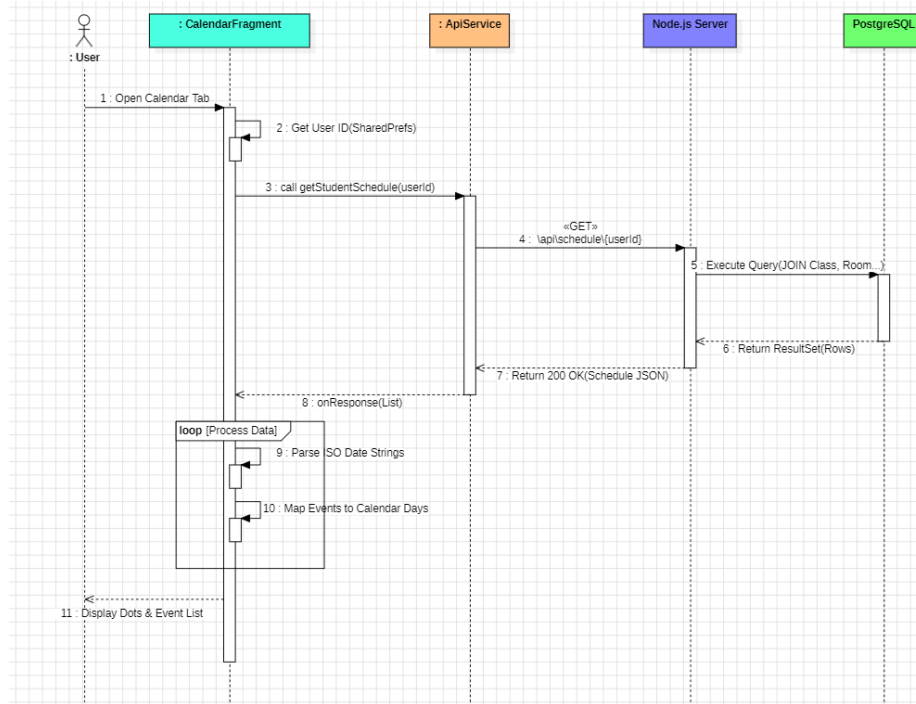 : CalendarFragment
: ApiService
Node.js Server
PostgreSQL
: User
1 : Open Calendar Tab
2 : Get User ID(SharedPrefs)
3 : call getStudentSchedule(userId)
«GET»
4 : \api\schedule\{userId}
5 : Execute Query(JOIN Class, Room...)
6 : Return ResultSet(Rows)
7 : Return 200 OK(Schedule JSON)
8 : onResponse(List)
loop [Process Data]
9 : Parse ISO Date Strings
10 : Map Events to Calendar Days
11 : Display Dots & Event List